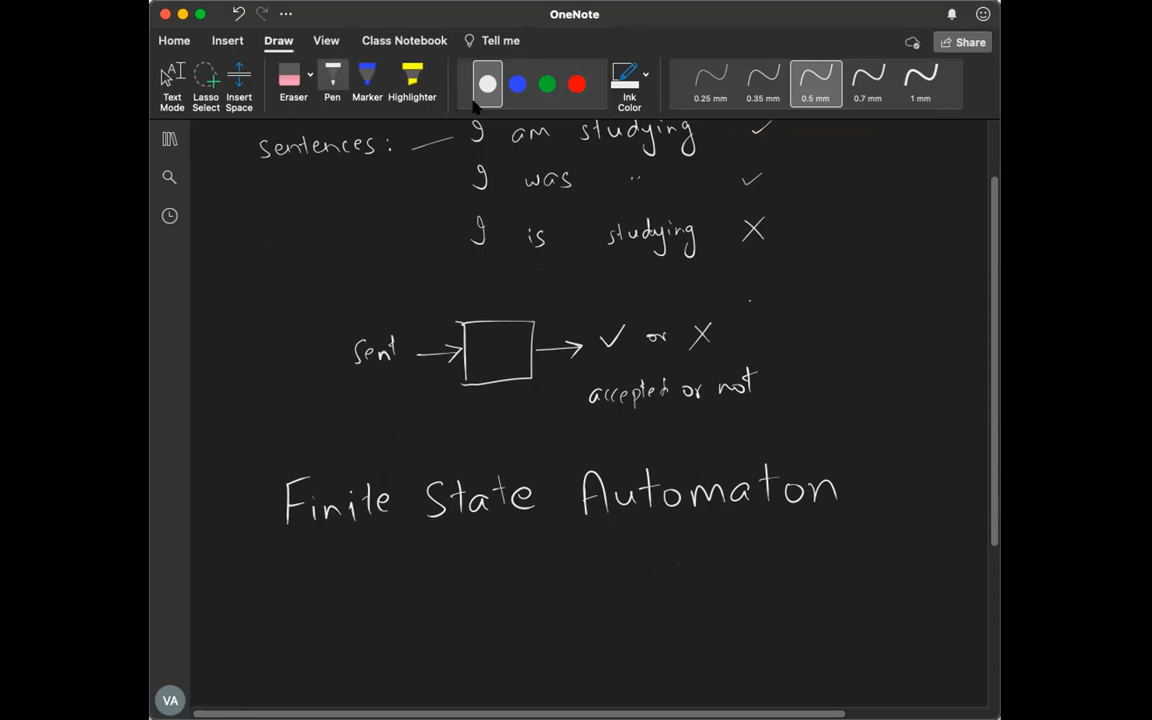 OneNote
Home Insert Draw View Class Notebook Tell me Share
Text Mode Lasso Select Insert Space Eraser Pen Marker Highlighter Ink Color 0.25 mm 0.35 mm 0.5 mm 0.7 mm 1 mm
sentences: — I am studying ✓
I was " ✓
I is studying X
sent → → ✓ or X
accepted or not
Finite State Automaton
VA